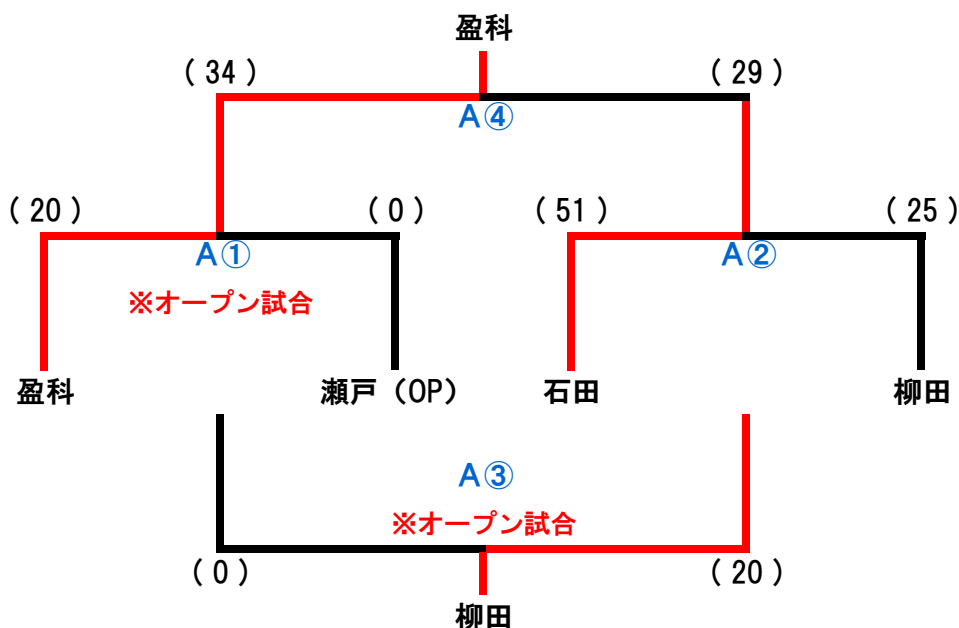 盈科
(34) (29)
A④
(20) (0) (51) (25)
A① A②
※オープン試合
盈科 瀬戸(OP) 石田 柳田
A③
※オープン試合
(0) (20)
柳田